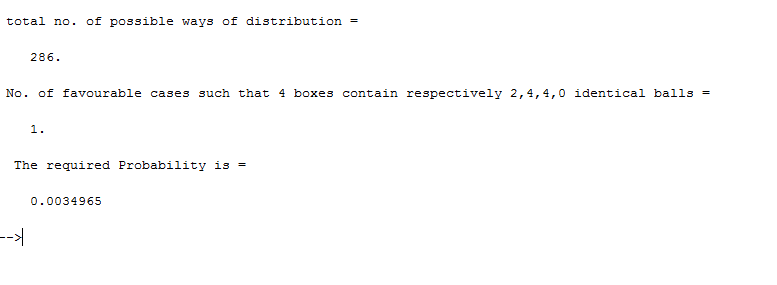 total no. of possible ways of distribution =
286.
No. of favourable cases such that 4 boxes contain respectively 2,4,4,0 identical balls =
1.
The required Probability is =
0.0034965
-->